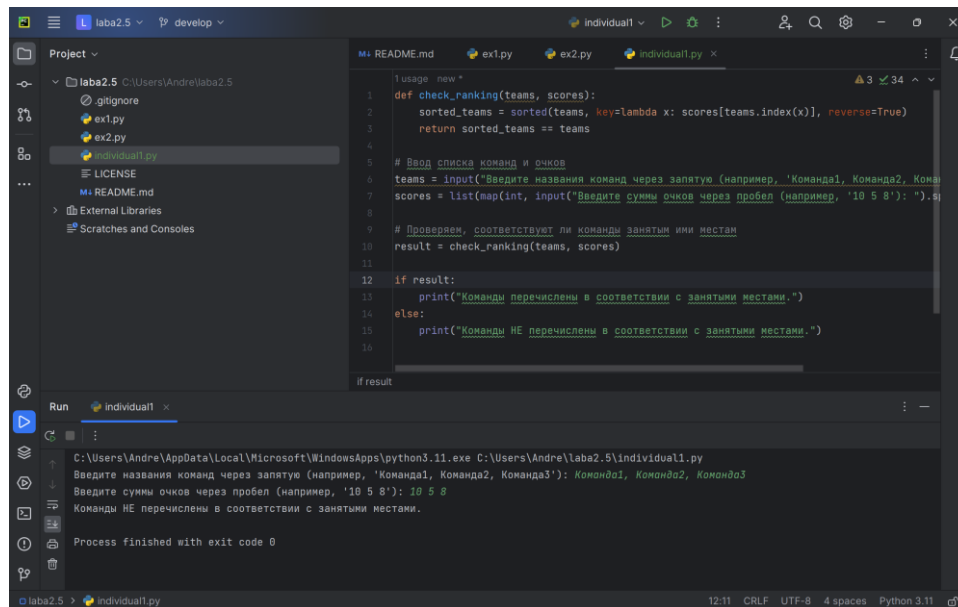 L laba2.5 develop individual1
Project
README.md ex1.py ex2.py individual1.py
laba2.5 C:\Users\Andre\laba2.5
.gitignore
ex1.py
ex2.py
individual1.py
LICENSE
README.md
External Libraries
Scratches and Consoles
1 usage new *
3 34
1 def check_ranking(teams, scores):
2 sorted_teams = sorted(teams, key=lambda x: scores[teams.index(x)], reverse=True)
3 return sorted_teams == teams
4
5 # Ввод списка команд и очков
6 teams = input("Введите названия команд через запятую (например, 'Команда1, Команда2, Кома
7 scores = list(map(int, input("Введите суммы очков через пробел (например, '10 5 8'): ").s
8
9 # Проверяем, соответствуют ли команды занятым ими местам
10 result = check_ranking(teams, scores)
11
12 if result:
13 print("Команды перечислены в соответствии с занятыми местами.")
14 else:
15 print("Команды НЕ перечислены в соответствии с занятыми местами.")
16
if result
Run individual1
C:\Users\Andre\AppData\Local\Microsoft\WindowsApps\python3.11.exe C:\Users\Andre\laba2.5\individual1.py
Введите названия команд через запятую (например, 'Команда1, Команда2, Команда3'): Команда1, Команда2, Команда3
Введите суммы очков через пробел (например, '10 5 8'): 10 5 8
Команды НЕ перечислены в соответствии с занятыми местами.
Process finished with exit code 0
laba2.5 > individual1.py 12:11 CRLF UTF-8 4 spaces Python 3.11